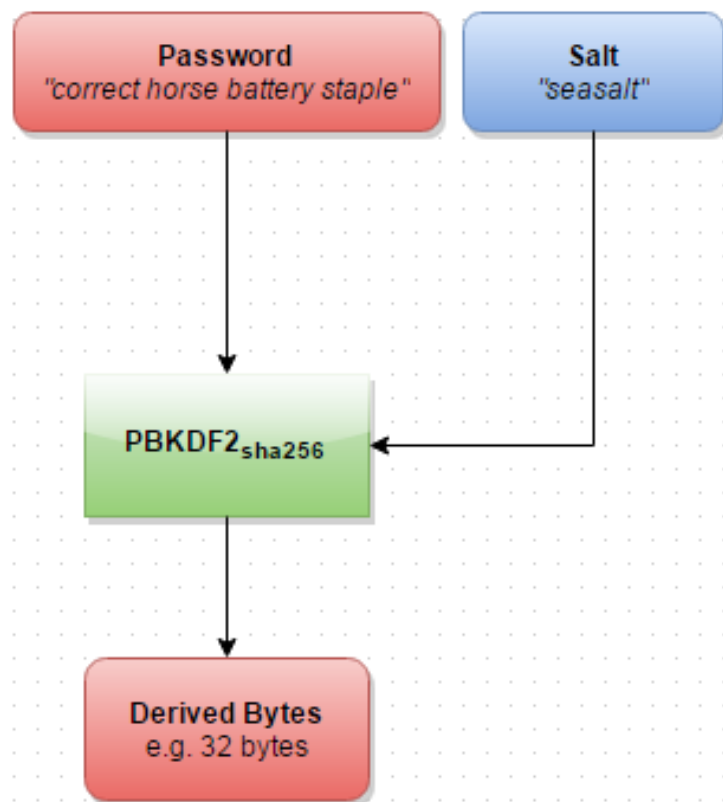 Password
"correct horse battery staple"
Salt
"seasalt"
PBKDF2sha256
Derived Bytes
e.g. 32 bytes